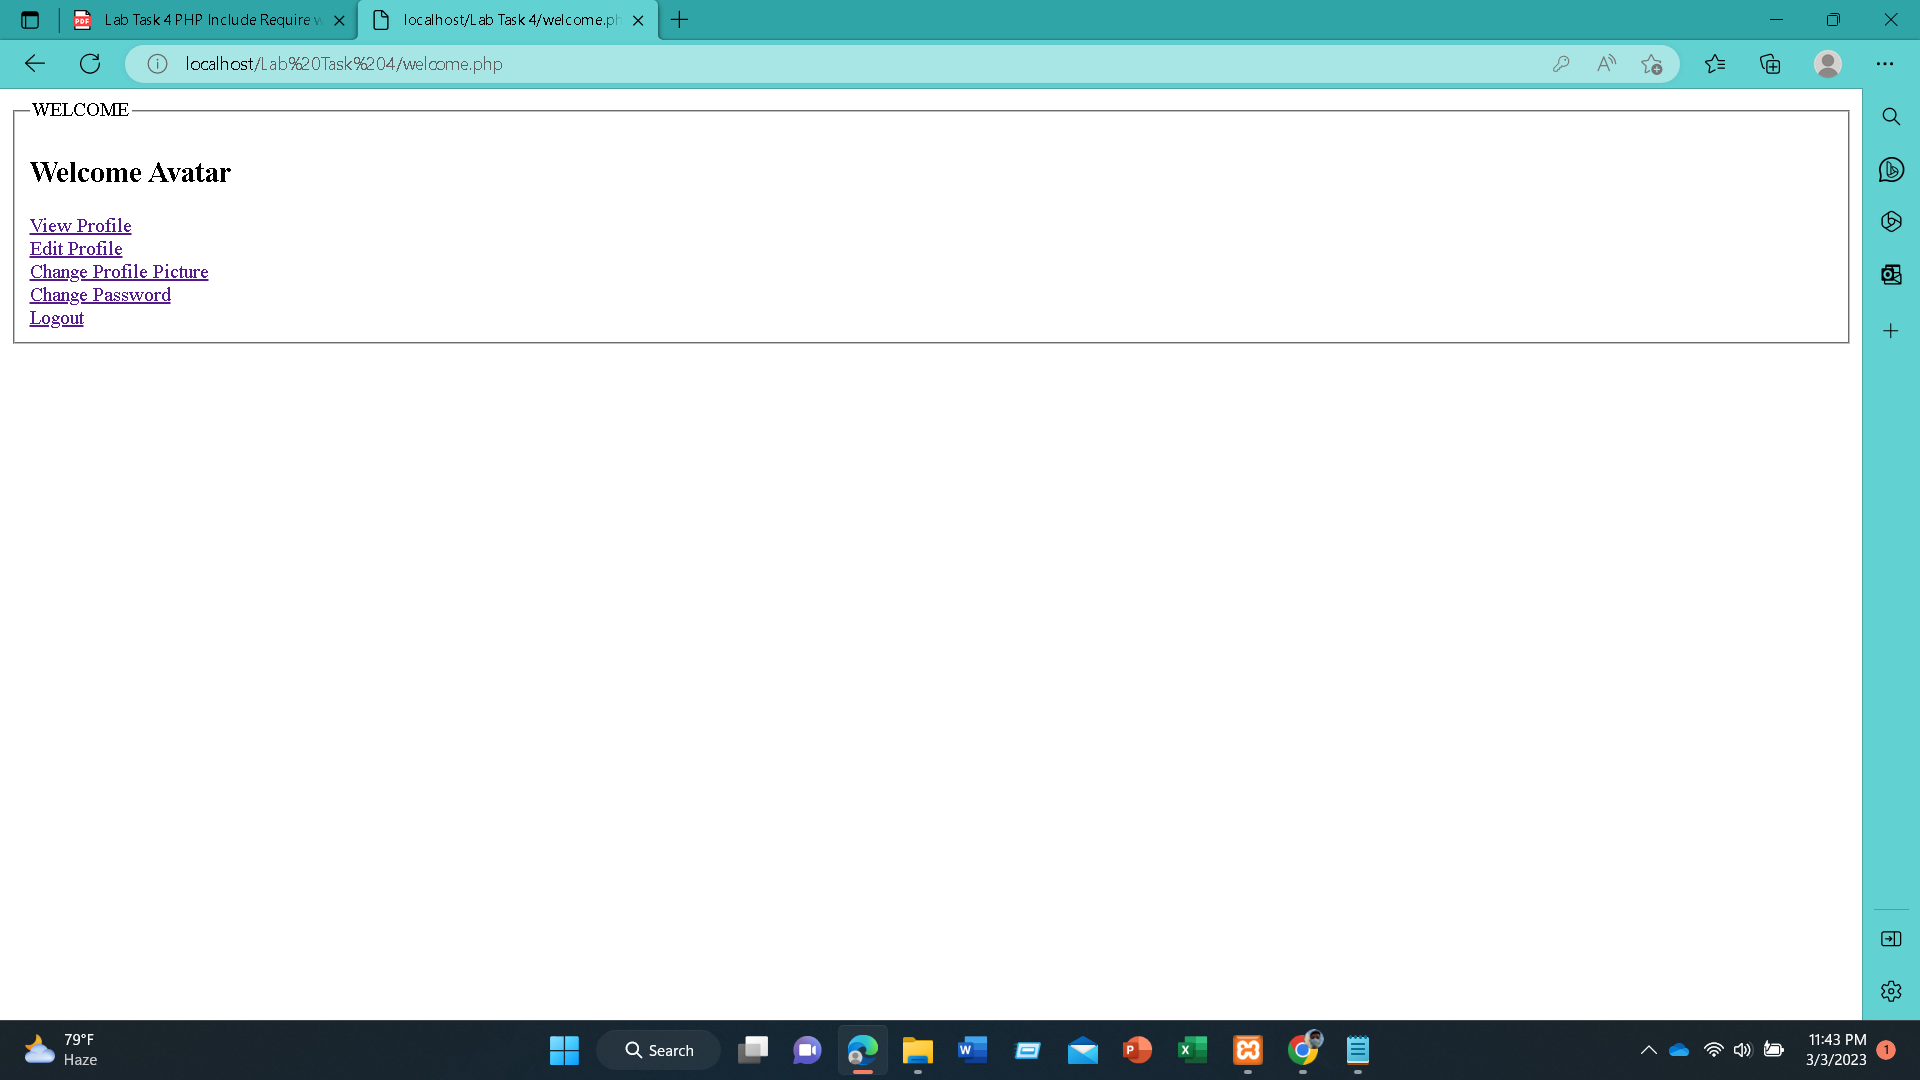 Lab Task 4 PHP Include Require w
localhost/Lab Task 4/welcome.ph
localhost/Lab%20Task%204/welcome.php
WELCOME
Welcome Avatar
View Profile
Edit Profile
Change Profile Picture
Change Password
Logout
79°F
Haze
Search
11:43 PM
3/3/2023
1